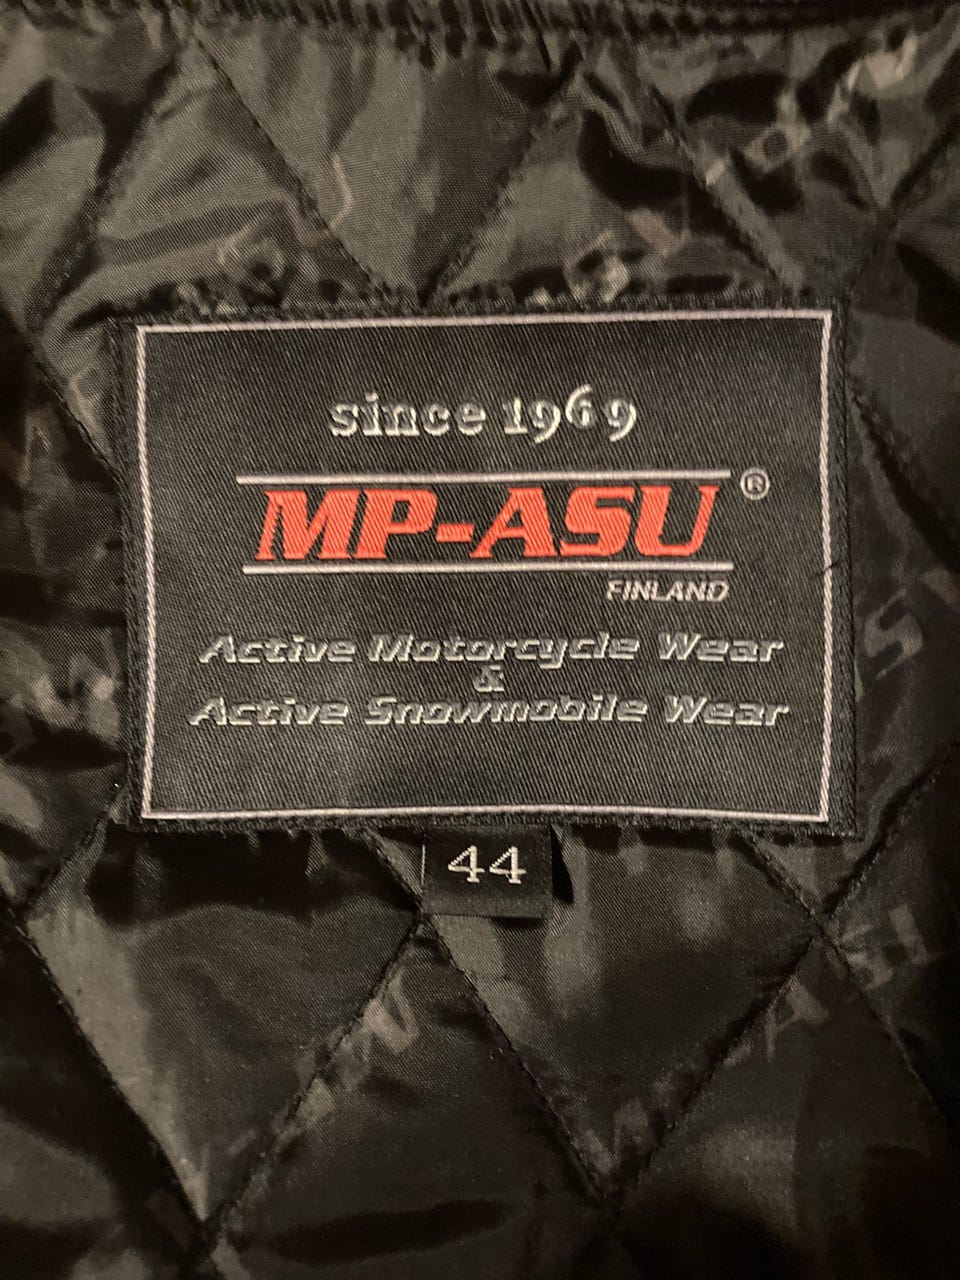 since 1969
MP-ASU ®
FINLAND
Active Motorcycle Wear
&
Active Snowmobile Wear
44